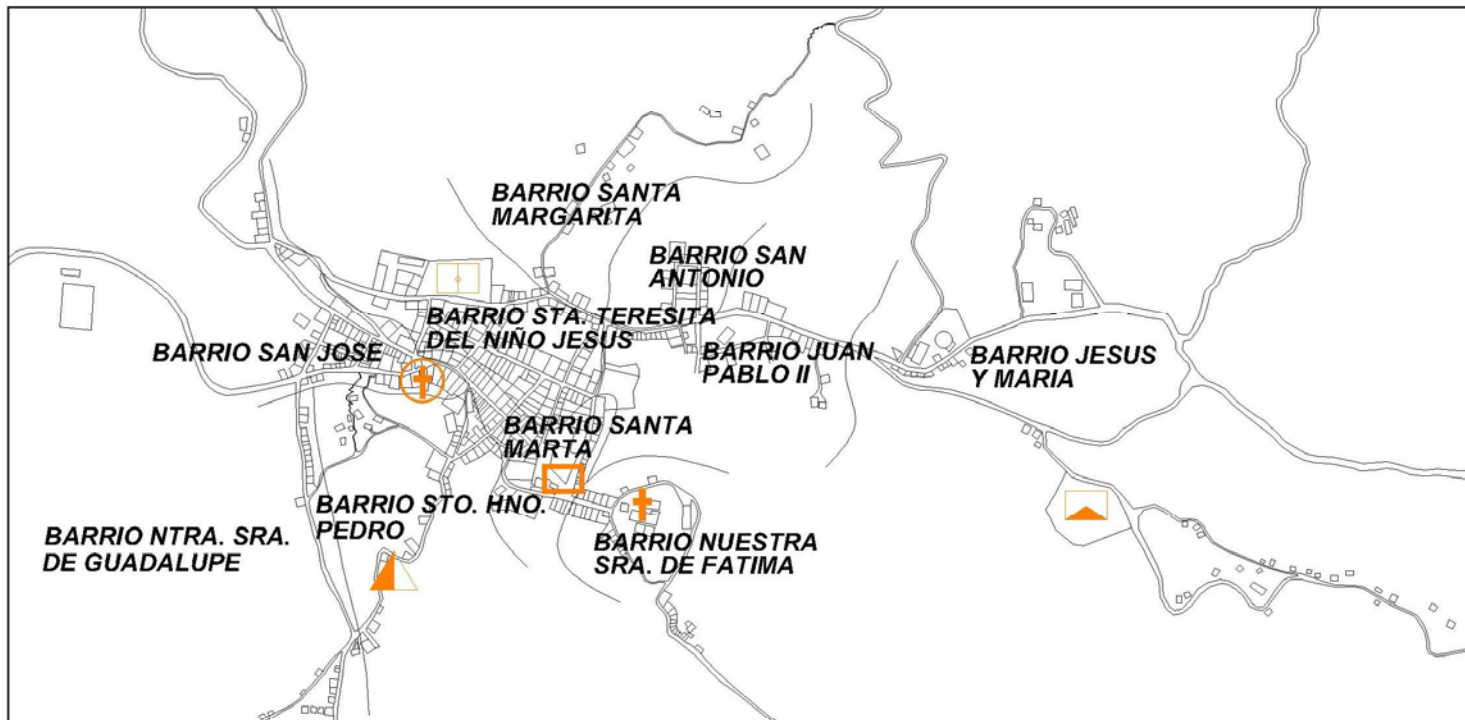 BARRIO SANTA
MARGARITA
BARRIO SAN
ANTONIO
BARRIO STA. TERESITA
DEL NIÑO JESUS
BARRIO SAN JOSE
BARRIO JUAN
PABLO II
BARRIO JESUS
Y MARIA
BARRIO SANTA
MARTA
BARRIO STO. HNO.
PEDRO
BARRIO NTRA. SRA.
DE GUADALUPE
BARRIO NUESTRA
SRA. DE FATIMA